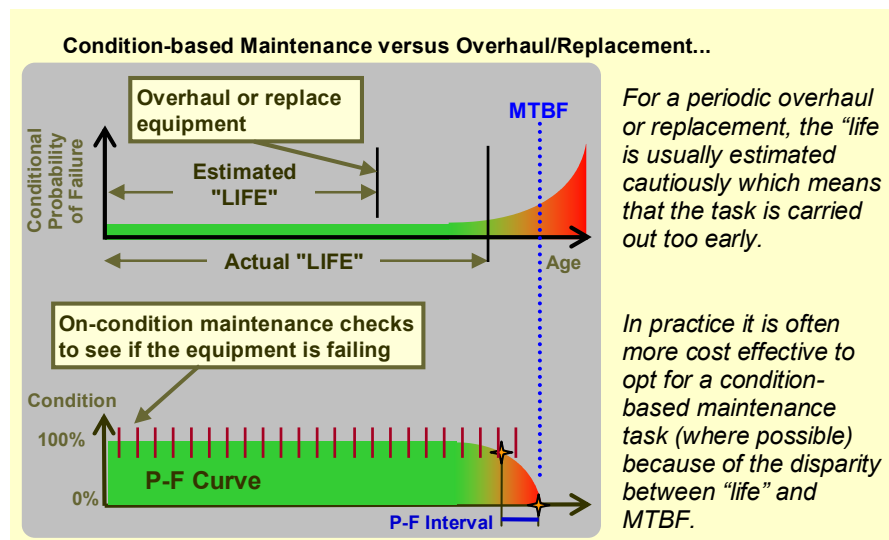 Condition-based Maintenance versus Overhaul/Replacement...
Overhaul or replace
equipment
MTBF
Conditional
Probability
of Failure
Estimated
"LIFE"
Actual "LIFE"
Age
For a periodic overhaul
or replacement, the “life
is usually estimated
cautiously which means
that the task is carried
out too early.
On-condition maintenance checks
to see if the equipment is failing
Condition
100%
P-F Curve
0%
P-F Interval
In practice it is often
more cost effective to
opt for a condition-
based maintenance
task (where possible)
because of the disparity
between “life” and
MTBF.